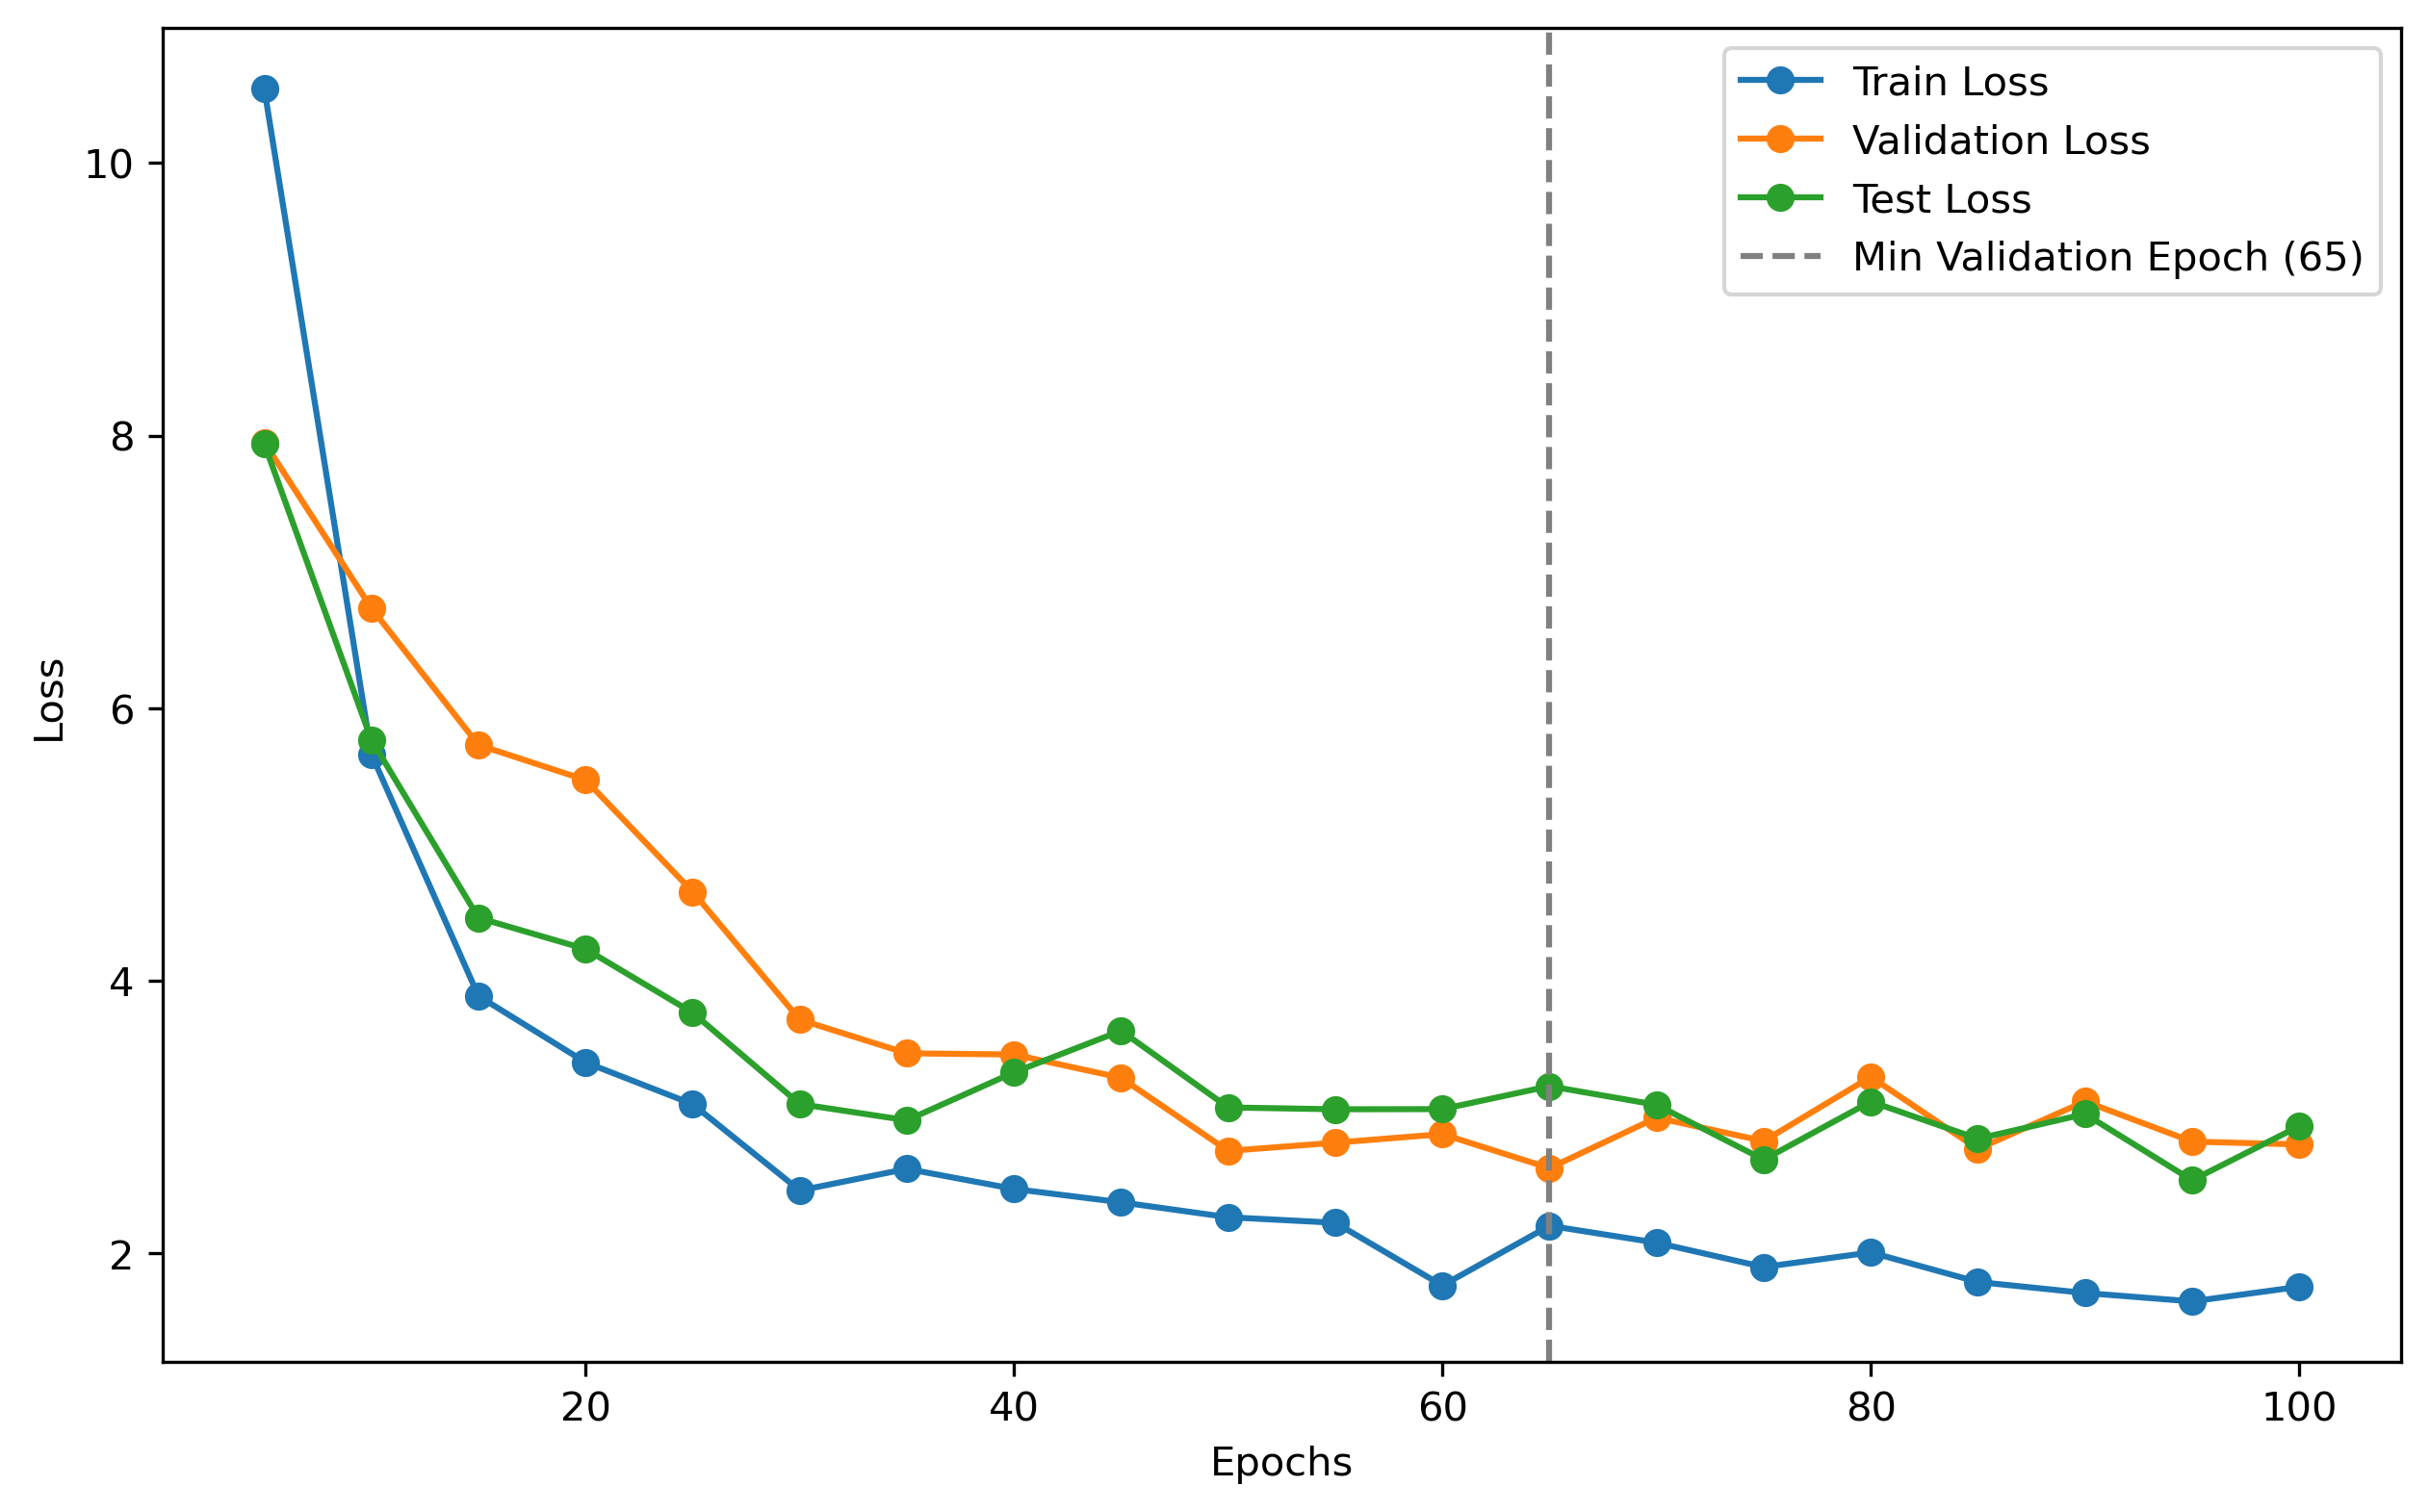 Train Loss
Validation Loss
Test Loss
Min Validation Epoch (65)
10
8
6
4
2
Loss
20 40 60 80 100
Epochs